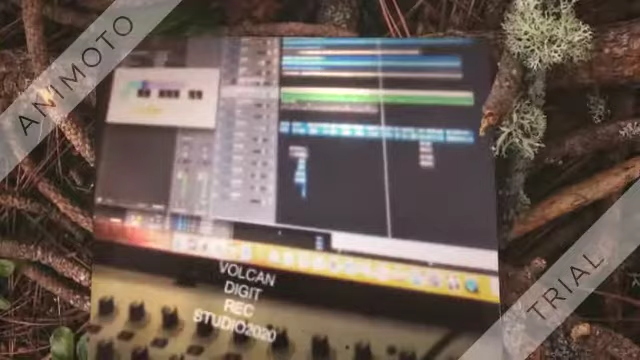 ANIMOTO
VOLCAN
DIGIT
REC
STUDIO2020
TRIAL